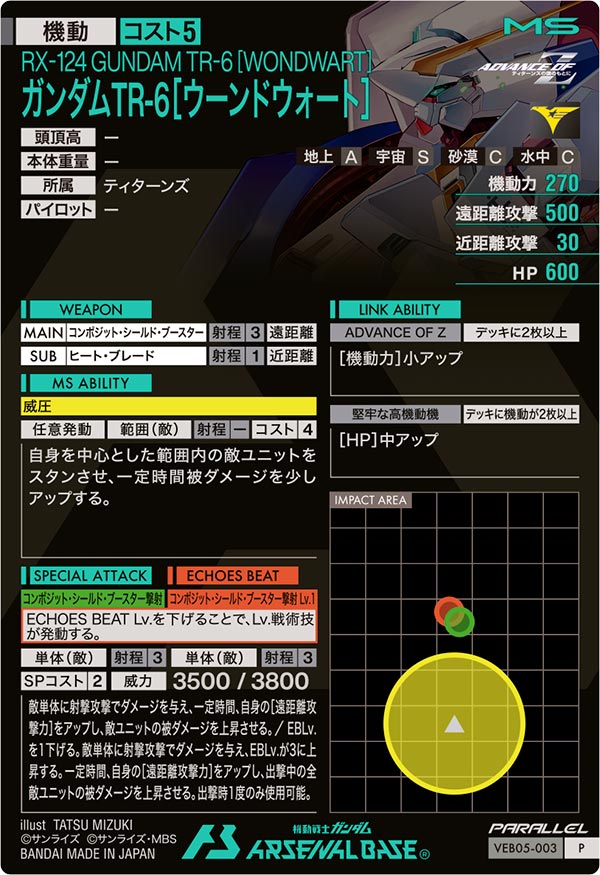 機動 コスト5 MS
RX-124 GUNDAM TR-6 [WONDWART]
ガンダムTR-6[ウーンドウォート]
ADVANCE OF Z
ティターンズの旗のもとに
頭頂高 ー
本体重量 ー
所属 ティターンズ
パイロット ー
地上 A 宇宙 S 砂漠 C 水中 C
機動力 270
遠距離攻撃 500
近距離攻撃 30
HP 600
WEAPON
MAIN コンポジット・シールド・ブースター 射程 3 遠距離
SUB ヒート・ブレード 射程 1 近距離
MS ABILITY
威圧
任意発動 範囲(敵) 射程 ー コスト 4
自身を中心とした範囲内の敵ユニットを
スタンさせ、一定時間被ダメージを少し
アップする。
LINK ABILITY
ADVANCE OF Z デッキに2枚以上
[機動力]小アップ
堅牢な高機動機 デッキに機動が2枚以上
[HP]中アップ
IMPACT AREA
SPECIAL ATTACK ECHOES BEAT
コンポジット・シールド・ブースター撃射 コンポジット・シールド・ブースター撃射 Lv.1
ECHOES BEAT Lv.を下げることで、Lv.戦術技
が発動する。
単体(敵) 射程 3 単体(敵) 射程 3
SPコスト 2 威力 3500 / 3800
敵単体に射撃攻撃でダメージを与え、一定時間、自身の[遠距離攻
撃力]をアップし、敵ユニットの被ダメージを上昇させる。/ EBLv.
を1下げる。敵単体に射撃攻撃でダメージを与え、EBLv.が3に上
昇する。一定時間、自身の[遠距離攻撃力]をアップし、出撃中の全
敵ユニットの被ダメージを上昇させる。出撃時1度のみ使用可能。
illust TATSU MIZUKI
©サンライズ ©サンライズ・MBS
BANDAI MADE IN JAPAN
機動戦士ガンダム
AB ARSENAL BASE ®
PARALLEL
VEB05-003 P